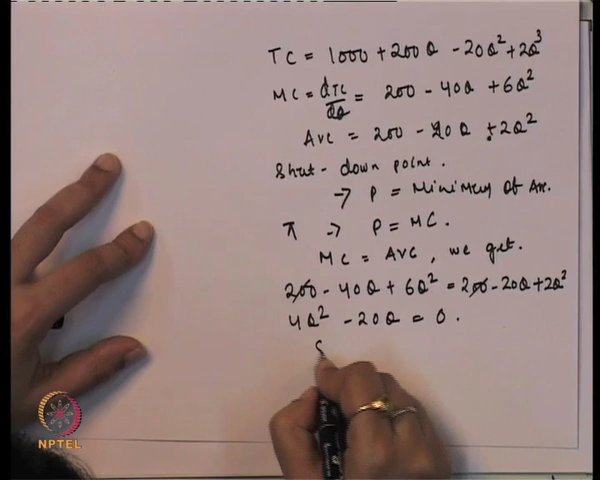 TC = 1000 + 200Q - 20Q² + 2Q³
MC = dTC/dQ = 200 - 40Q + 6Q²
AVC = 200 - 20Q + 2Q²
Shut-down point.
→ P = Minimum of AVC.
π → P = MC.
MC = AVC, we get.
200 - 40Q + 6Q² = 200 - 20Q + 2Q²
4Q² - 20Q = 0.
NPTEL